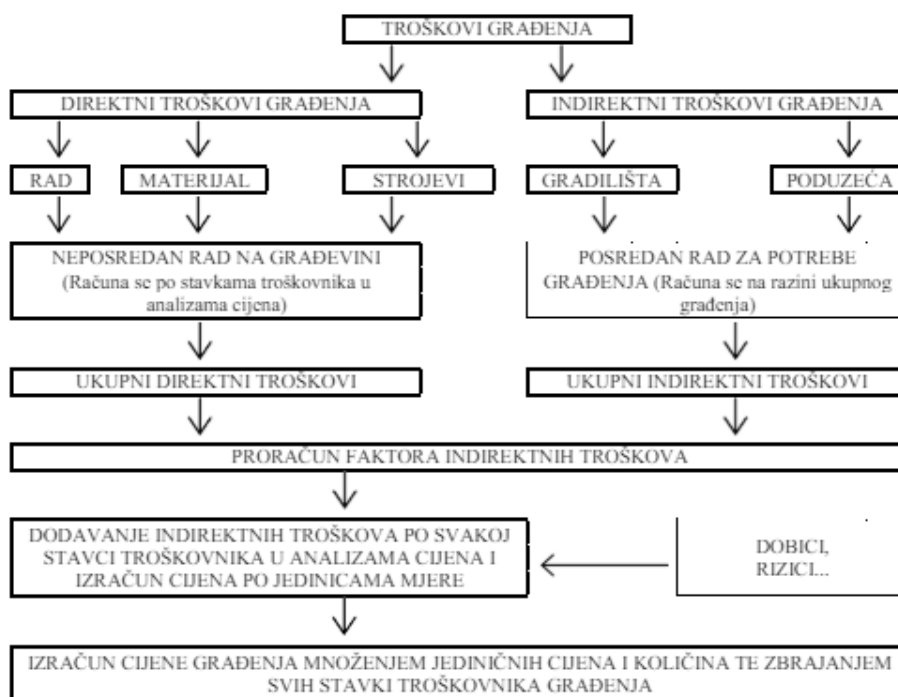 TROŠKOVI GRAĐENJA
DIREKTNI TROŠKOVI GRAĐENJA
INDIREKTNI TROŠKOVI GRAĐENJA
RAD
MATERIJAL
STROJEVI
GRADILIŠTA
PODUZEĆA
NEPOSREDAN RAD NA GRAĐEVINI
(Računa se po stavkama troškovnika u
analizama cijena)
POSREDAN RAD ZA POTREBE
GRAĐENJA (Računa se na razini ukupnog
građenja)
UKUPNI DIREKTNI TROŠKOVI
UKUPNI INDIREKTNI TROŠKOVI
PRORAČUN FAKTORA INDIREKTNIH TROŠKOVA
DODAVANJE INDIREKTNIH TROŠKOVA PO SVAKOJ
STAVCI TROŠKOVNIKA U ANALIZAMA CIJENA I
IZRAČUN CIJENA PO JEDINICAMA MJERE
DOBICI,
RIZICI...
IZRAČUN CIJENE GRAĐENJA MNOŽENJEM JEDINIČNIH CIJENA I KOLIČINA TE ZBRAJANJEM
SVIH STAVKI TROŠKOVNIKA GRAĐENJA